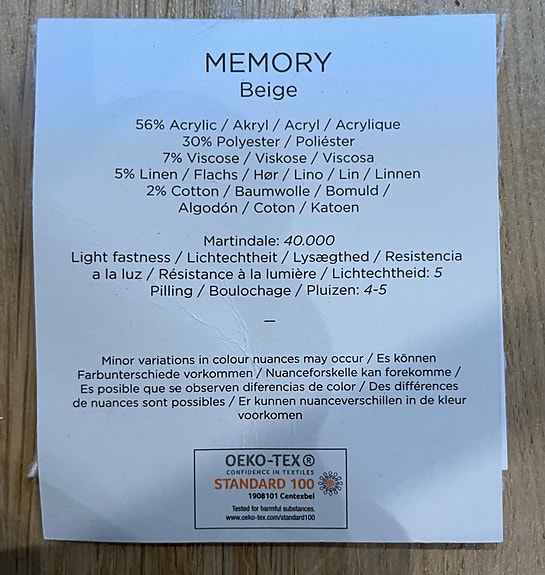 MEMORY
Beige
56% Acrylic / Akryl / Acryl / Acrylique
30% Polyester / Poliéster
7% Viscose / Viskose / Viscosa
5% Linen / Flachs / Hør / Lino / Lin / Linnen
2% Cotton / Baumwolle / Bomuld /
Algodón / Coton / Katoen
Martindale: 40.000
Light fastness / Lichtechtheit / Lysægthed / Resistencia
a la luz / Résistance à la lumière / Lichtechtheid: 5
Pilling / Boulochage / Pluizen: 4-5
—
Minor variations in colour nuances may occur / Es können
Farbunterschiede vorkommen / Nuanceforskelle kan forekomme /
Es posible que se observen diferencias de color / Des différences
de nuances sont possibles / Er kunnen nuanceverschillen in de kleur
voorkomen
OEKO-TEX®
CONFIDENCE IN TEXTILES
STANDARD 100
1908101 Centexbel
Tested for harmful substances.
www.oeko-tex.com/standard100